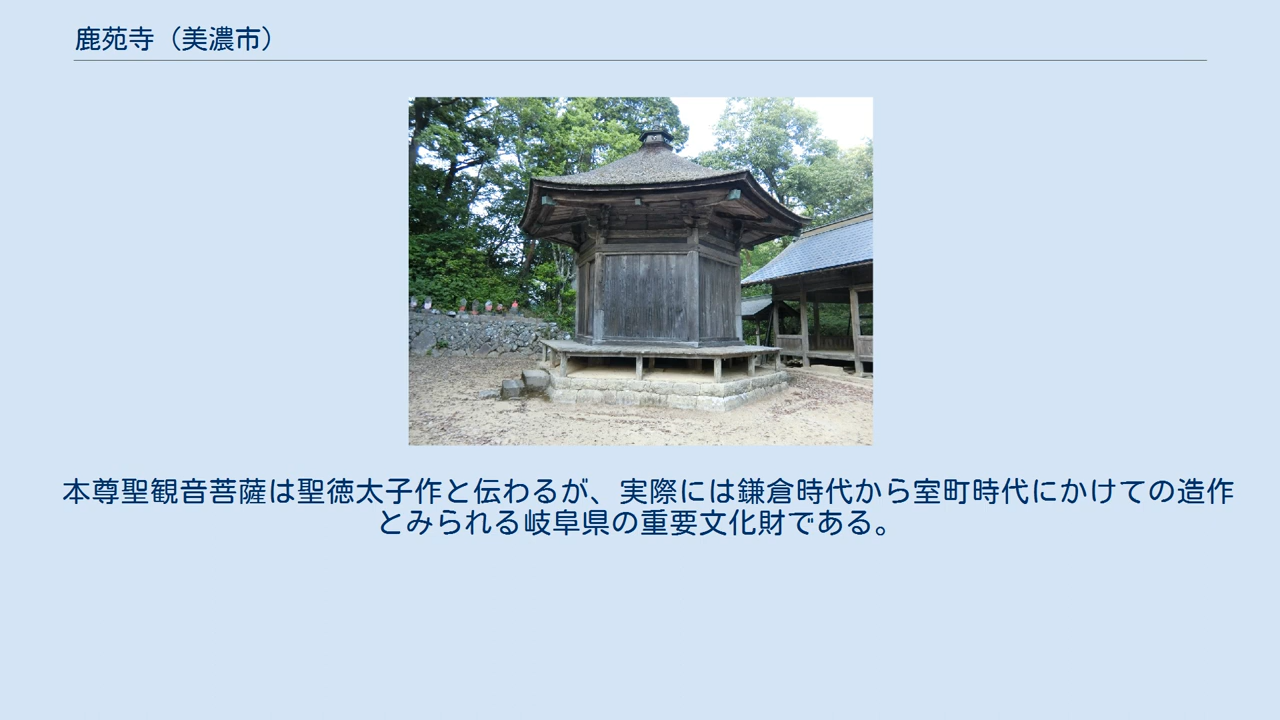 鹿苑寺（美濃市）
本尊聖観音菩薩は聖徳太子作と伝わるが、実際には鎌倉時代から室町時代にかけての造作
とみられる岐阜県の重要文化財である。